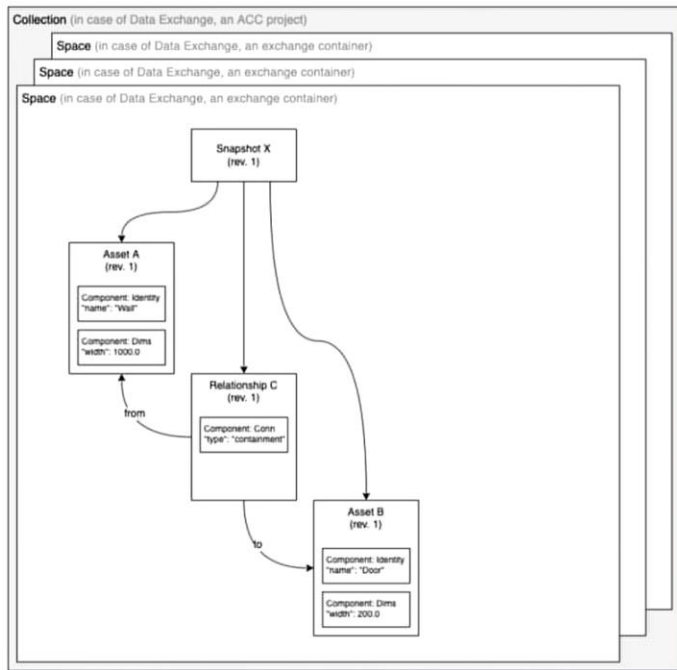 Collection (in case of Data Exchange, an ACC project)
Space (in case of Data Exchange, an exchange container)
Space (in case of Data Exchange, an exchange container)
Space (in case of Data Exchange, an exchange container)
Snapshot X
(rev. 1)
Asset A
(rev. 1)
Component: Identity
"name": "Wall"
Component: Dims
"width": 1000.0
from
Relationship C
(rev. 1)
Component: Conn
"type": "containment"
to
Asset B
(rev. 1)
Component: Identity
"name": "Door"
Component: Dims
"width": 200.0